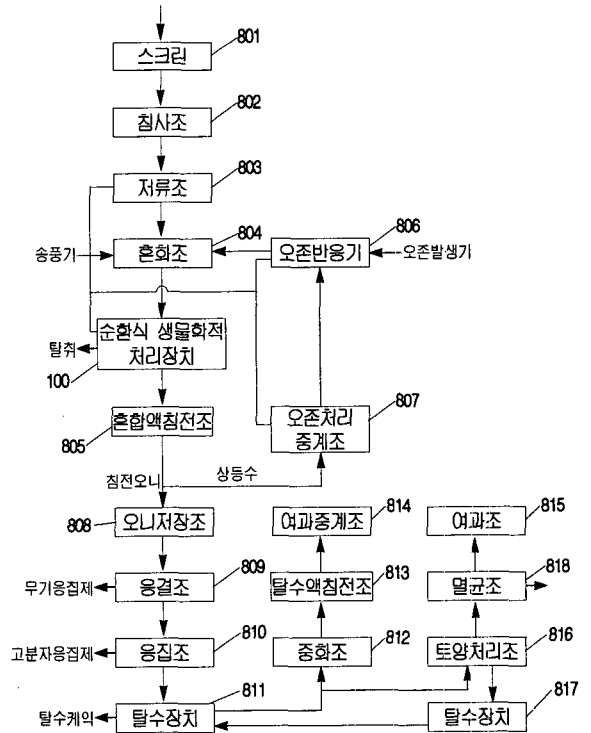 801
스크린
802
침사조
803
저류조
804
806
송풍기
혼화조
오존반응기
오존발생기
순환식 생물학적
처리장치
탈취
100
807
혼합액침전조
오존처리
중계조
805
상등수
침전오니
814
815
오니저장조
여과중계조
여과조
808
809
813
818
무기응집제
응결조
탈수액침전조
멸균조
810
812
816
고분자응집제
응집조
중화조
토양처리조
811
817
탈수케익
탈수장치
탈수장치